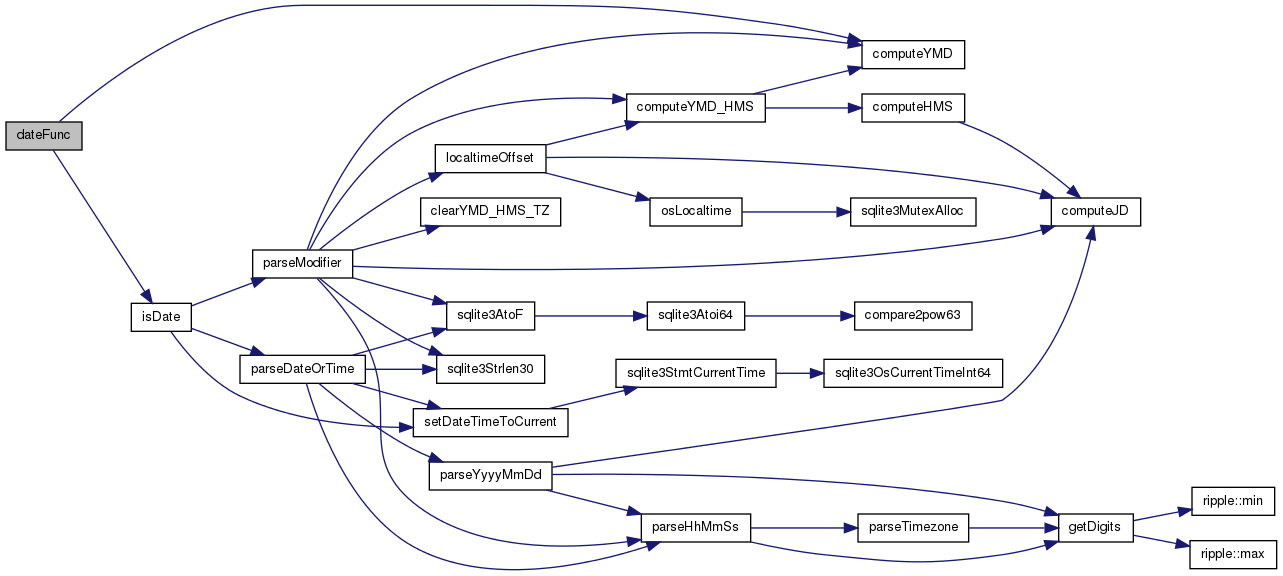 dateFunc
computeYMD
computeYMD_HMS
computeHMS
localtimeOffset
clearYMD_HMS_TZ
osLocaltime
sqlite3MutexAlloc
computeJD
parseModifier
isDate
sqlite3AtoF
sqlite3Atoi64
compare2pow63
parseDateOrTime
sqlite3Strlen30
sqlite3StmtCurrentTime
sqlite3OsCurrentTimeInt64
setDateTimeToCurrent
parseYyyyMmDd
parseHhMmSs
parseTimezone
getDigits
ripple::min
ripple::max